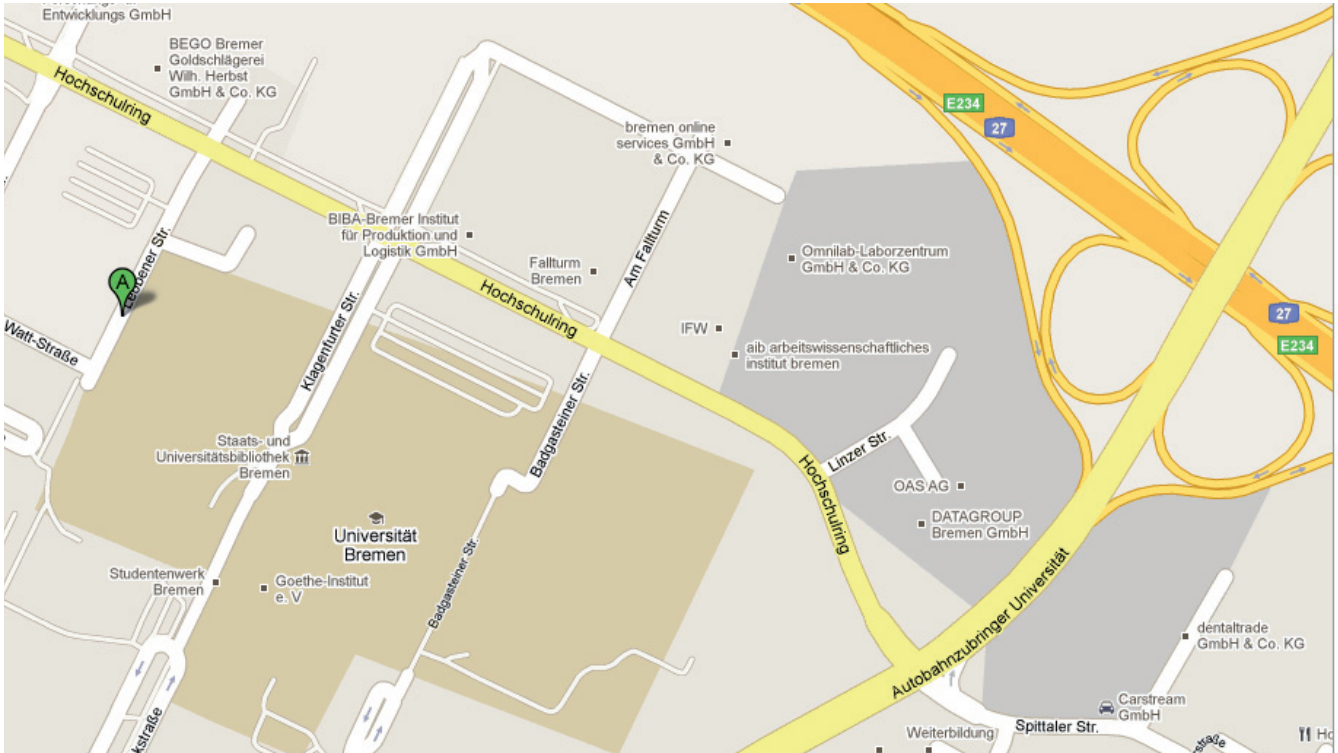 Entwicklungs GmbH
BEGO Bremer
Goldschlägerei
Wilh. Herbst
GmbH & Co. KG
Hochschulring
E234
27
bremen online
services GmbH
& Co. KG
BIBA-Bremer Institut
für Produktion und
Logistik GmbH
Fallturm
Bremen
Am Fallturm
Omnilab-Laborzentrum
GmbH & Co. KG
A
Leobener Str.
Watt-Straße
Klagenfurter Str.
Hochschulring
IFW
aib arbeitswissenschaftliches
institut bremen
27
E234
Badgasteiner Str.
Staats- und
Universitätsbibliothek
Bremen
Linzer Str.
Hochschulring
OAS AG
DATAGROUP
Bremen GmbH
Universität
Bremen
Studentenwerk
Bremen
Goethe-Institut
e. V
Badgasteiner Str.
Autobahnzubringer Universität
dentaltrade
GmbH & Co. KG
Carstream
GmbH
Spittaler Str.
Weiterbildung